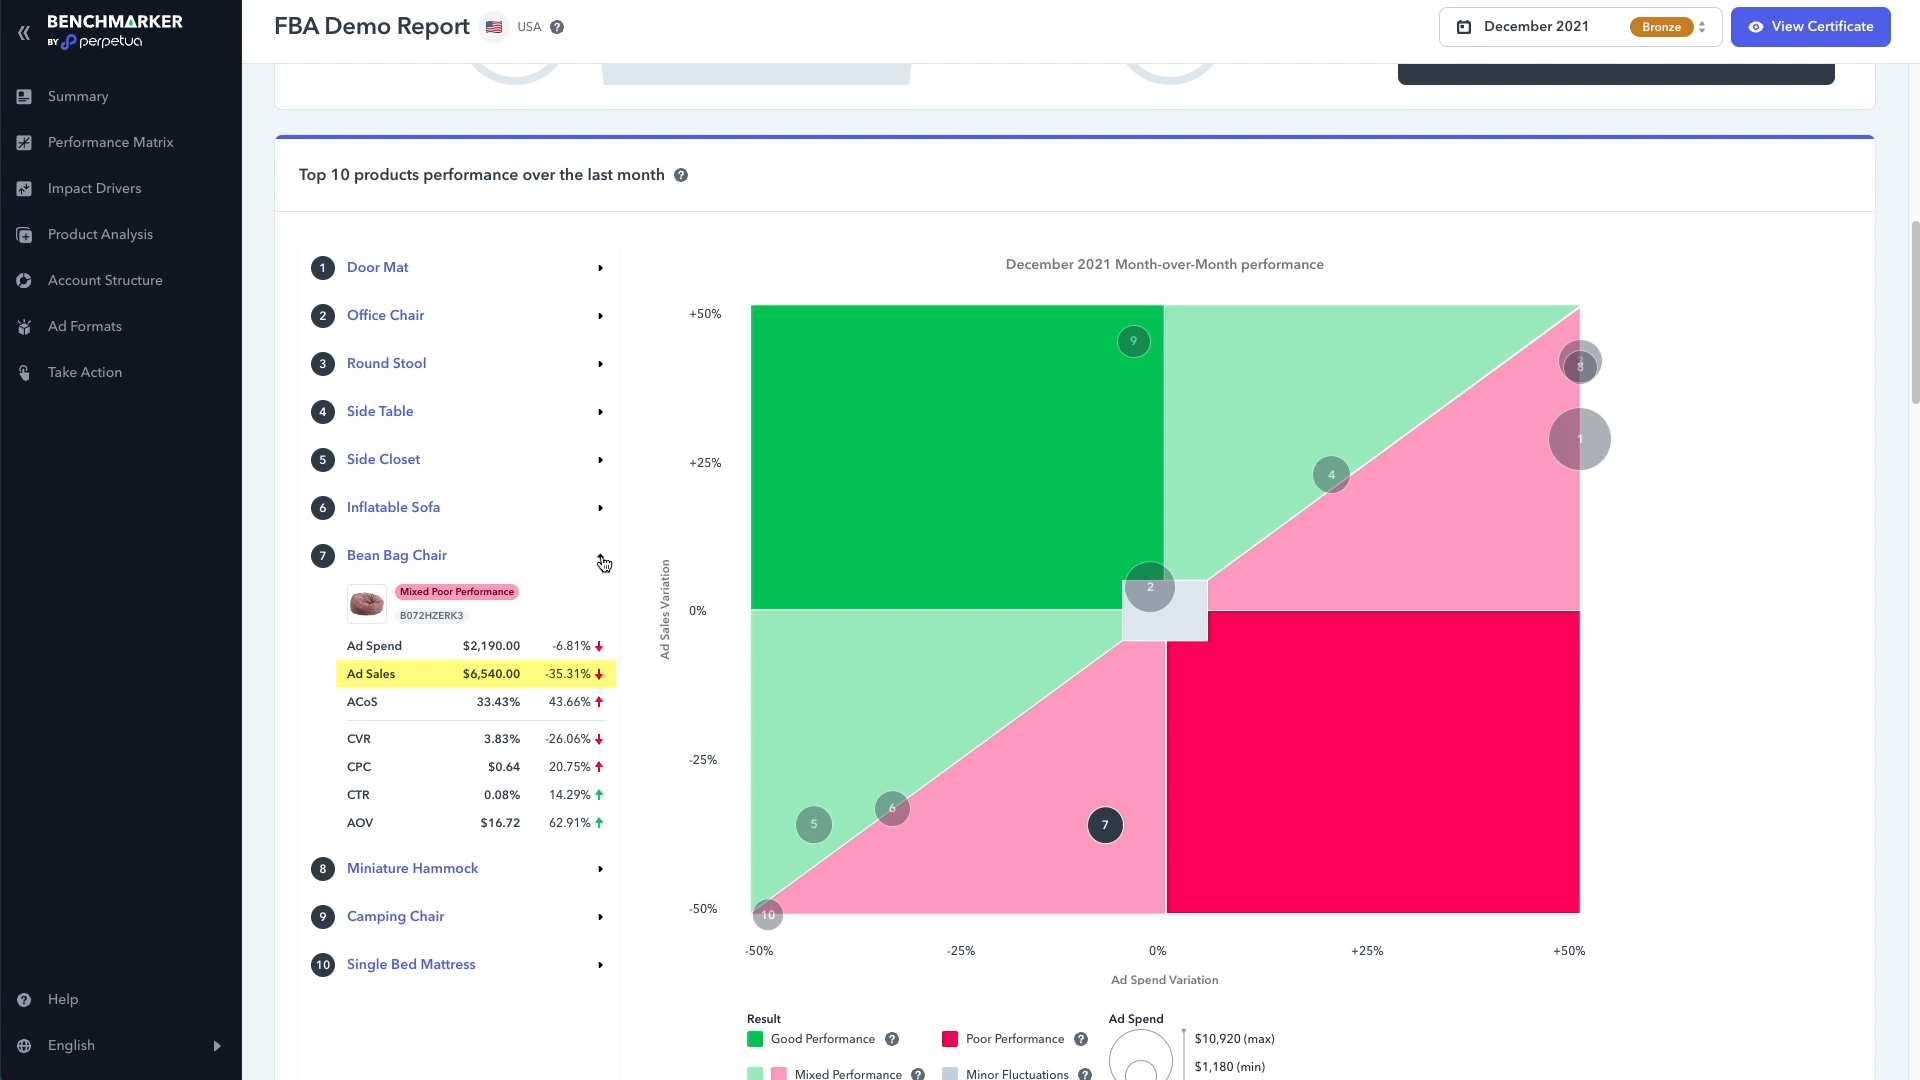 BENCHMARKER
BY perpetua
FBA Demo Report
USA
December 2021
Bronze
View Certificate
Summary
Performance Matrix
Impact Drivers
Product Analysis
Account Structure
Ad Formats
Take Action
Help
English
Top 10 products performance over the last month
1 Door Mat
2 Office Chair
3 Round Stool
4 Side Table
5 Side Closet
6 Inflatable Sofa
7 Bean Bag Chair
Mixed Poor Performance
B072HZERK3
Ad Spend $2,190.00 -6.81%
Ad Sales $6,540.00 -35.31%
ACoS 33.43% 43.66%
CVR 3.83% -26.06%
CPC $0.64 20.75%
CTR 0.08% 14.29%
AOV $16.72 62.91%
8 Miniature Hammock
9 Camping Chair
10 Single Bed Mattress
December 2021 Month-over-Month performance
+50%
+25%
0%
-25%
-50%
Ad Sales Variation
9
8
1
4
2
6
5
7
10
-50% -25% 0% +25% +50%
Ad Spend Variation
Result
Good Performance
Poor Performance
Mixed Performance
Minor Fluctuations
Ad Spend
$10,920 (max)
$1,180 (min)